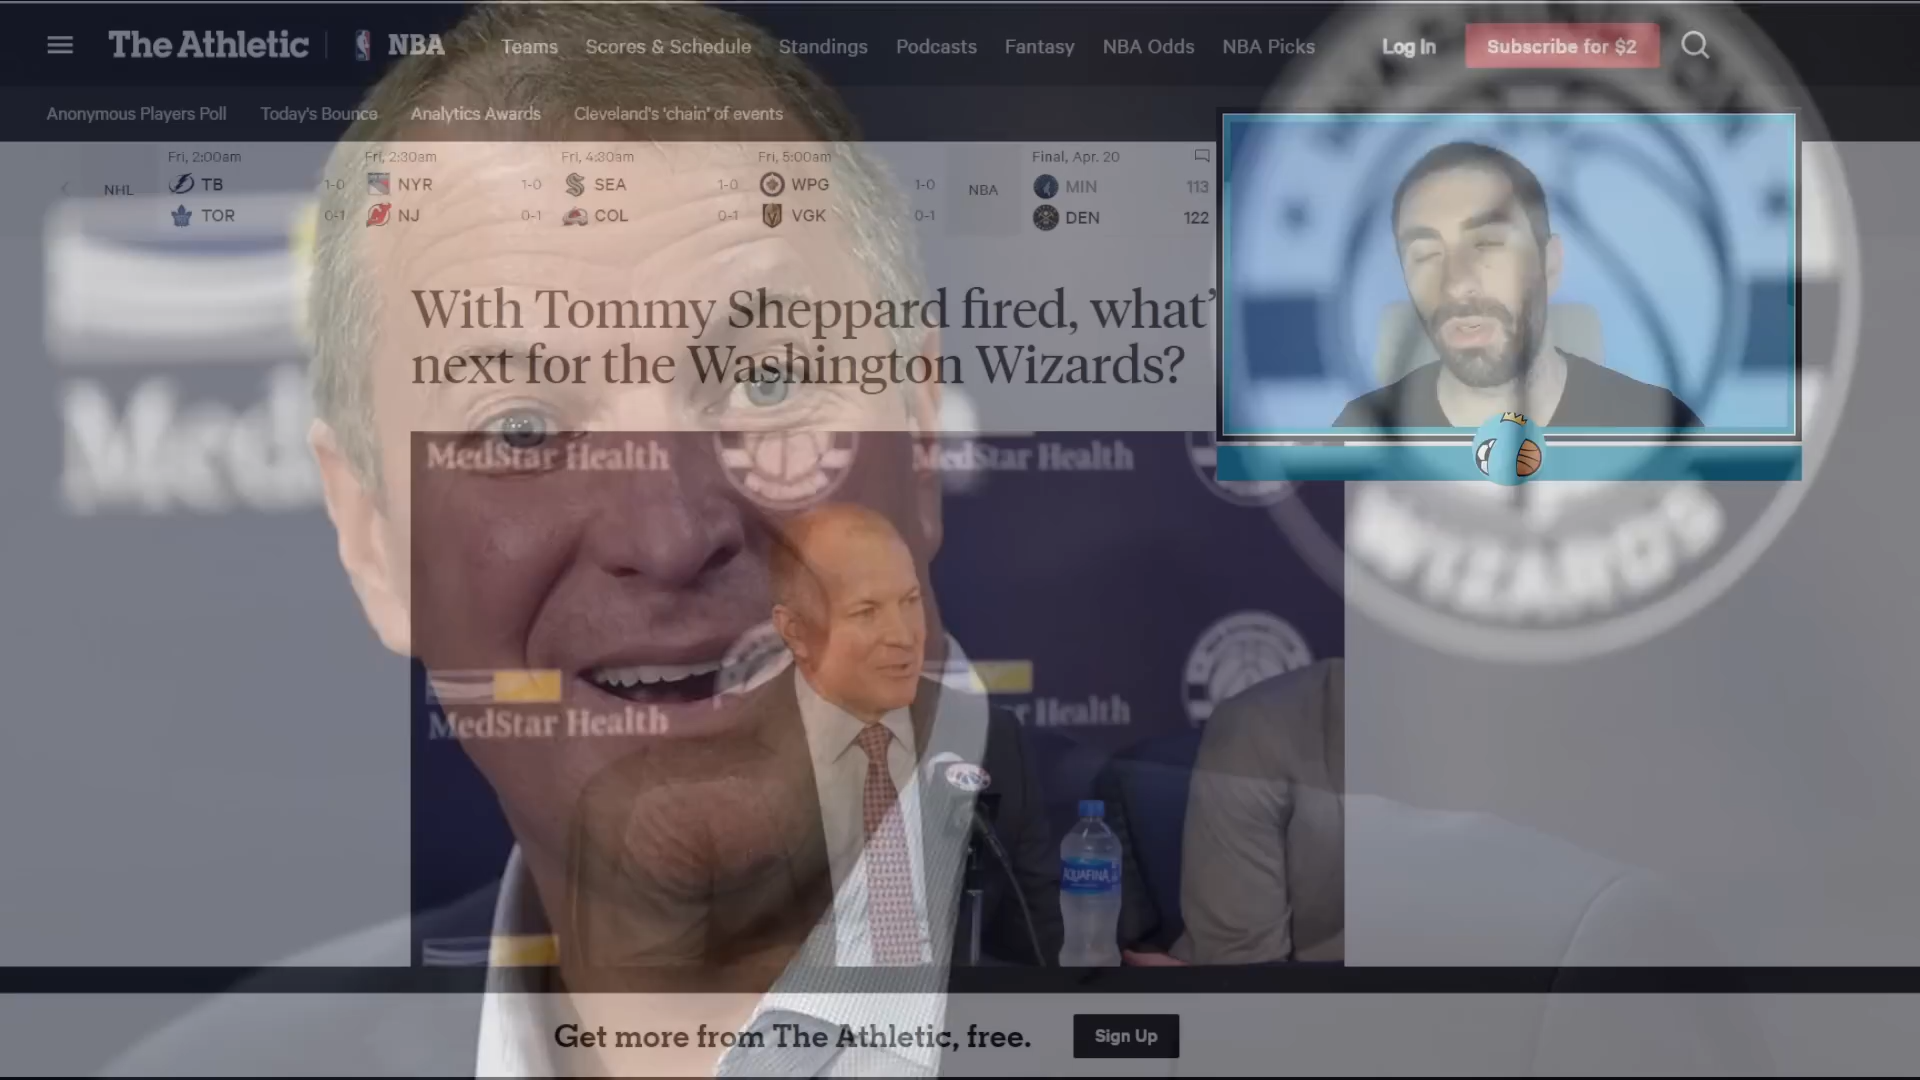 The Athletic
NBA
Teams
Scores & Schedule
Standings
Podcasts
Fantasy
NBA Odds
NBA Picks
Log In
Subscribe for $2
Anonymous Players Poll
Today's Bounce
Analytics Awards
Cleveland's 'chain' of events
Fri, 2:00am
Fri, 2:30am
Fri, 4:30am
Fri, 5:00am
Final, Apr. 20
NHL
TB 1-0
TOR 0-1
NYR 1-0
NJ 0-1
SEA 1-0
COL 0-1
WPG 1-0
VGK 0-1
NBA
MIN 113
DEN 122
With Tommy Sheppard fired, what'
next for the Washington Wizards?
MedStar Health
MedStar Health
MedStar Health
r Health
AQUAFINA
WIZARDS
Get more from The Athletic, free.
Sign Up